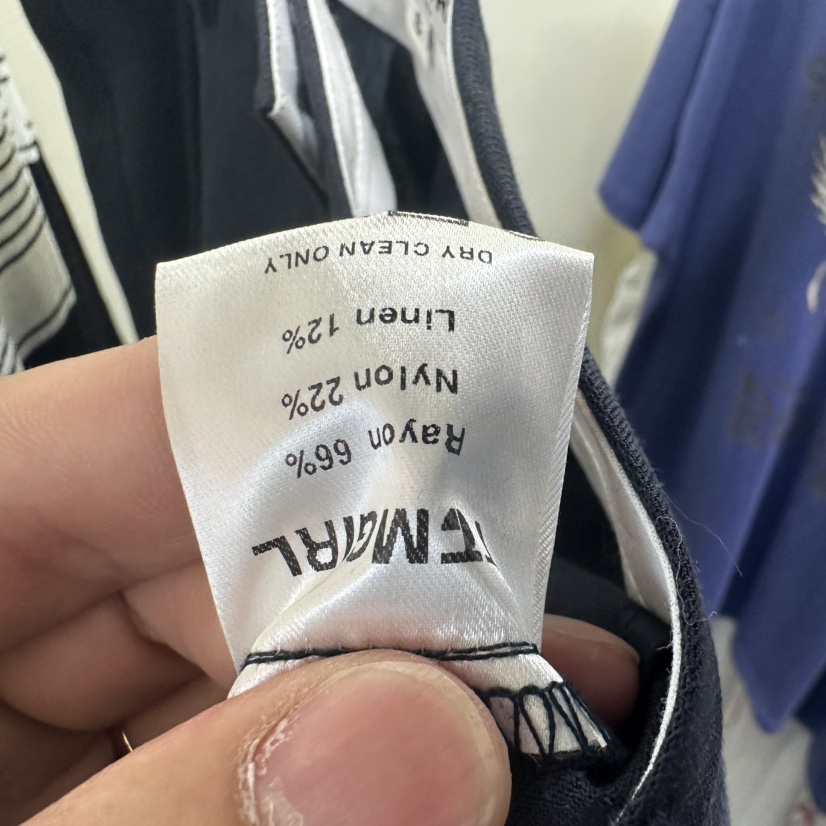 Rayon 66%
Nylon 22%
Linen 12%
DRY CLEAN ONLY